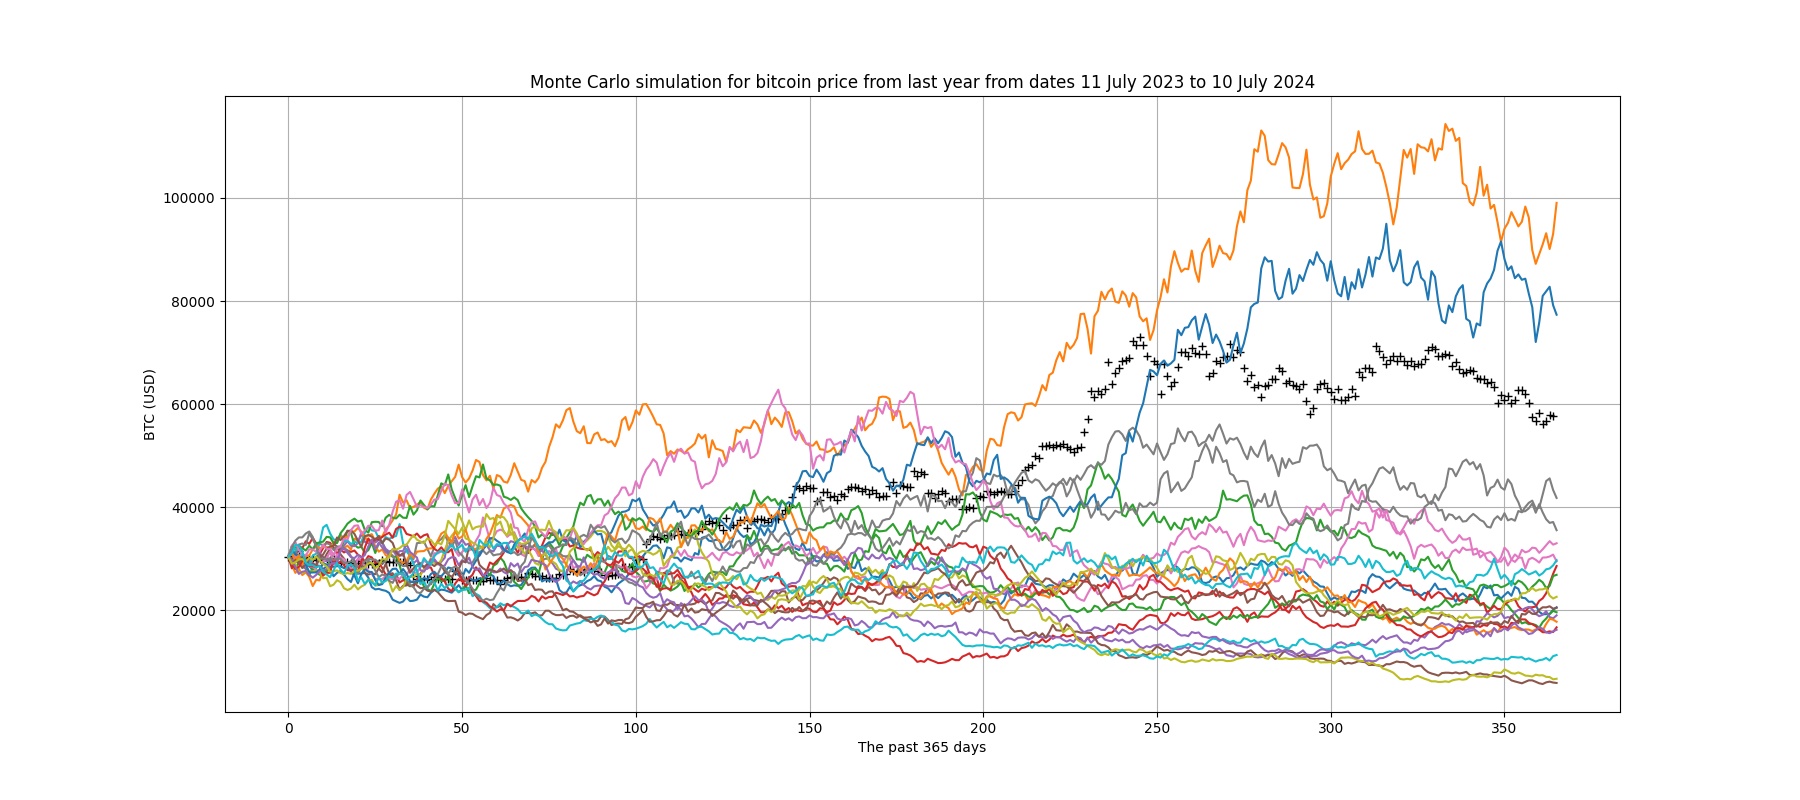 Monte Carlo simulation for bitcoin price from last year from dates 11 July 2023 to 10 July 2024
100000
80000
60000
40000
20000
BTC (USD)
0 50 100 150 200 250 300 350
The past 365 days